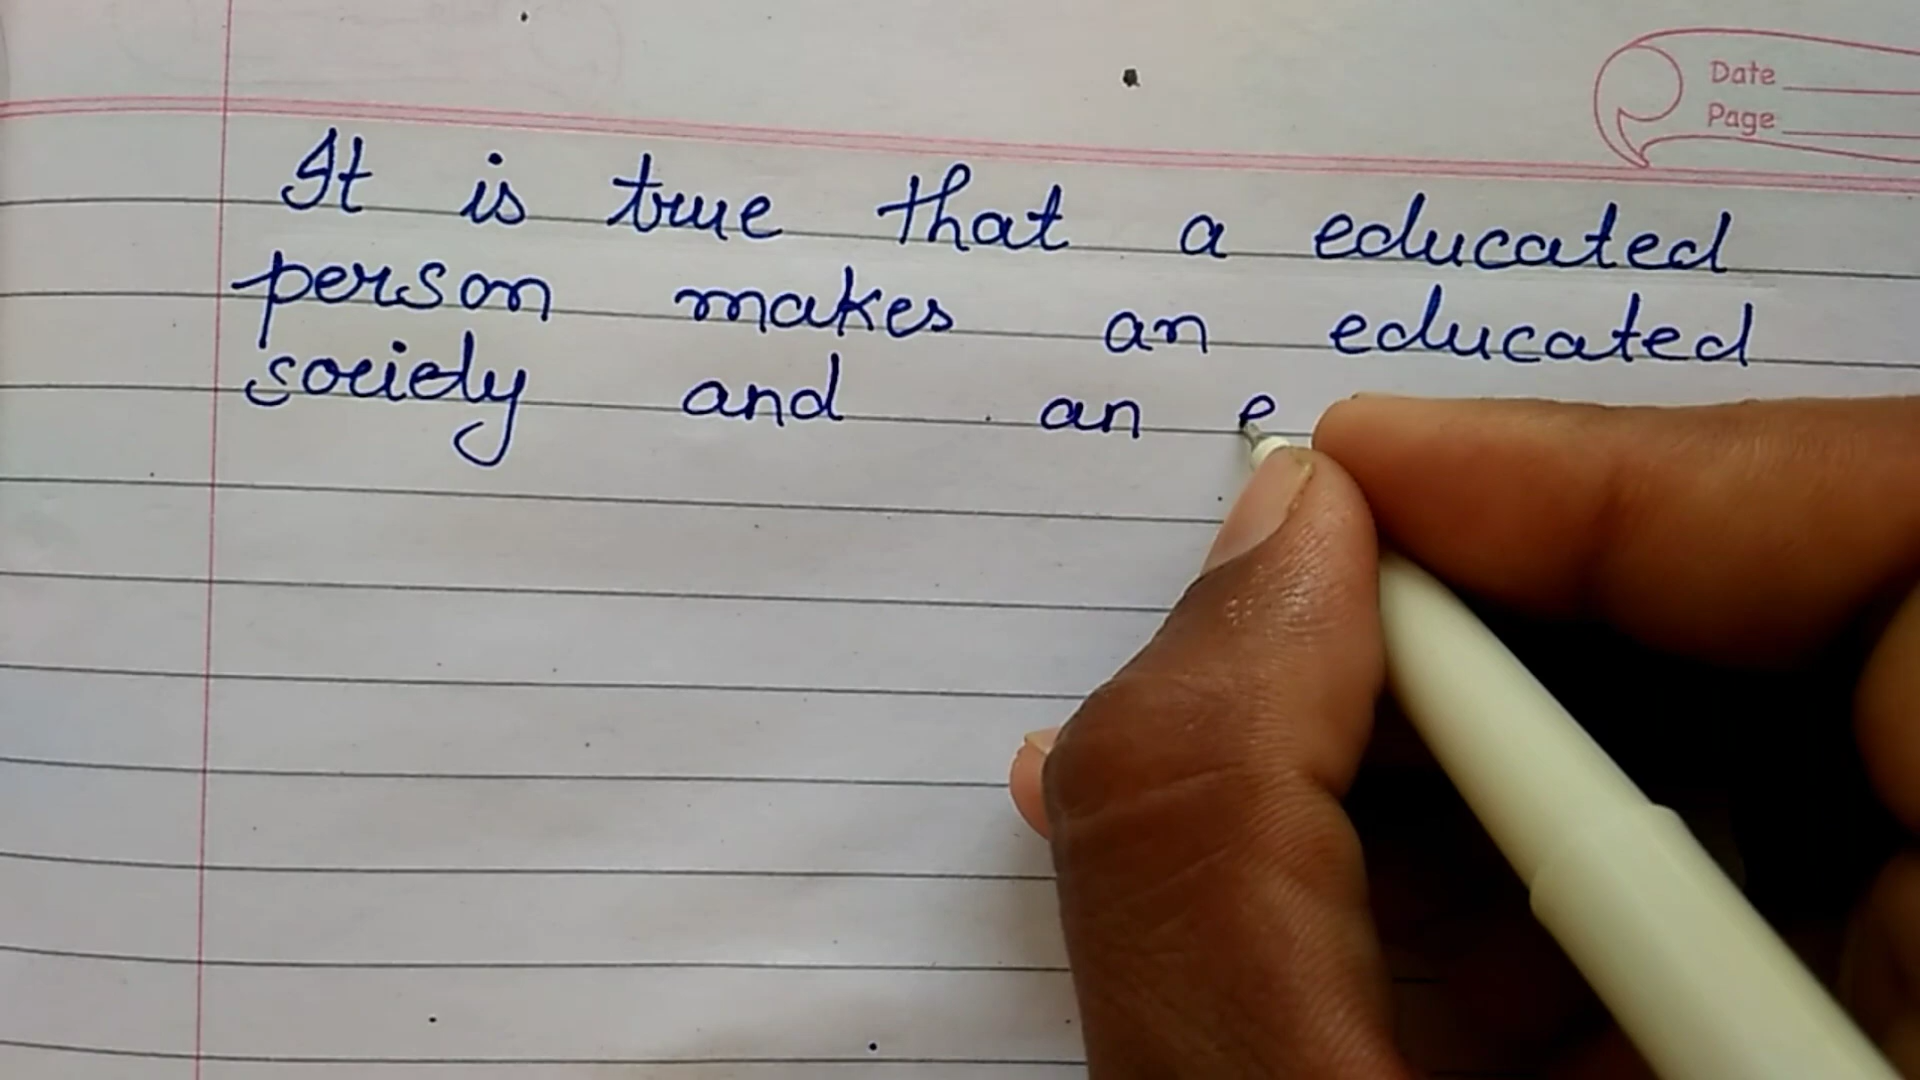 Date
Page
It is true that a educated
person makes an educated
society and an e